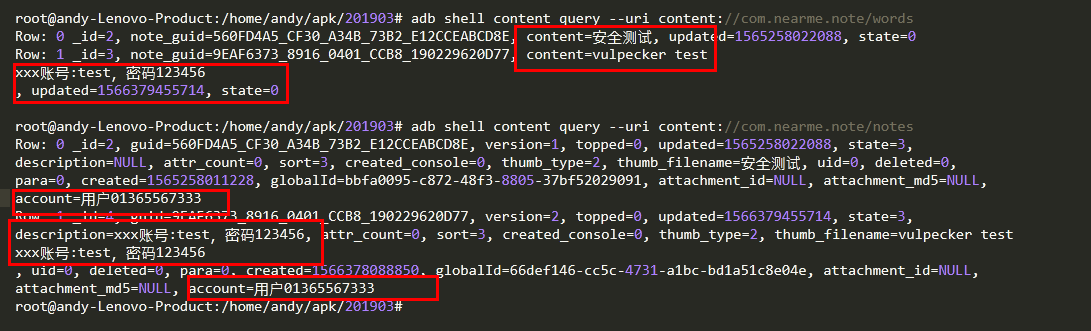 root@andy-Lenovo-Product:/home/andy/apk/201903# adb shell content query --uri content://com.nearme.note/words
Row: 0 _id=2, note_guid=560FD4A5_CF30_A34B_73B2_E12CCEABCD8E, content=安全测试, updated=1565258022088, state=0
Row: 1 _id=3, note_guid=9EAF6373_8916_0401_CCB8_190229620D77, content=vulpecker test
xxx账号:test, 密码123456
, updated=1566379455714, state=0
root@andy-Lenovo-Product:/home/andy/apk/201903# adb shell content query --uri content://com.nearme.note/notes
Row: 0 _id=2, guid=560FD4A5_CF30_A34B_73B2_E12CCEABCD8E, version=1, topped=0, updated=1565258022088, state=3,
description=NULL, attr_count=0, sort=3, created_console=0, thumb_type=2, thumb_filename=安全测试, uid=0, deleted=0,
para=0, created=1565258011228, globalId=bbfa0095-c872-48f3-8805-37bf52029091, attachment_id=NULL, attachment_md5=NULL,
account=用户01365567333
Row: 1 _id=4, guid=9EAF6373_8916_0401_CCB8_190229620D77, version=2, topped=0, updated=1566379455714, state=3,
description=xxx账号:test, 密码123456, attr_count=0, sort=3, created_console=0, thumb_type=2, thumb_filename=vulpecker test
xxx账号:test, 密码123456
, uid=0, deleted=0, para=0, created=1566378088850, globalId=66def146-cc5c-4731-a1bc-bd1a51c8e04e, attachment_id=NULL,
attachment_md5=NULL, account=用户01365567333
root@andy-Lenovo-Product:/home/andy/apk/201903#